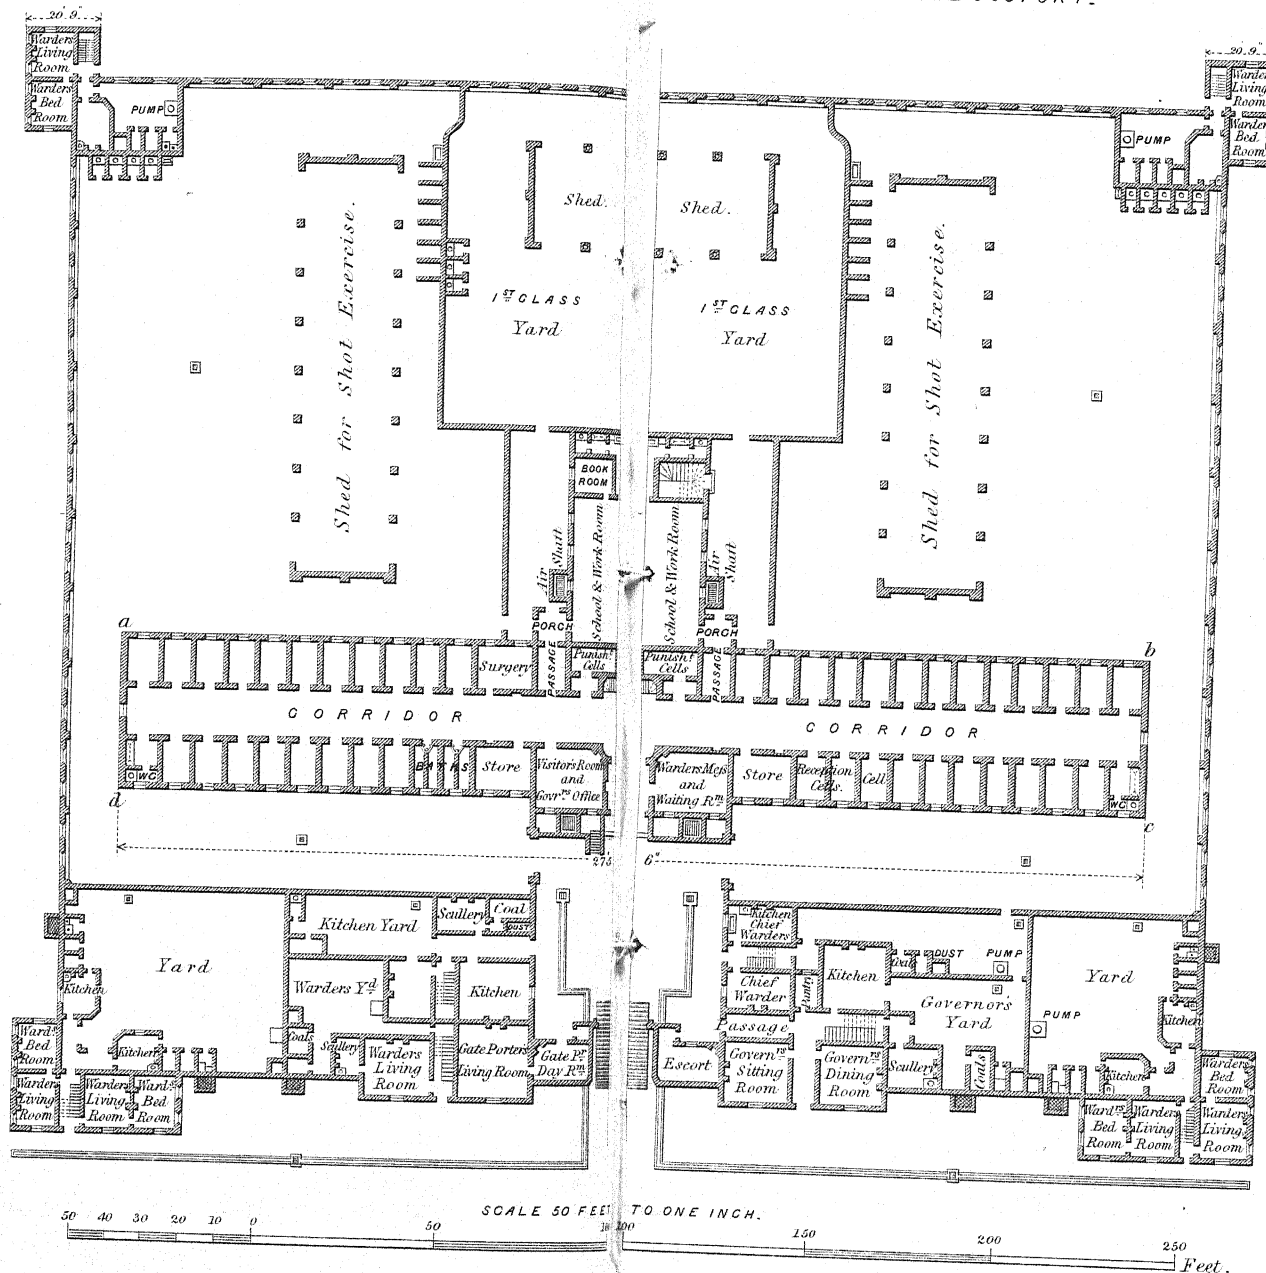 GOSPORT.
20' 9"
20' 9"
Warders
Living
Room
Warders
Bed
Room
PUMP
Warders
Living
Room
Warders
Bed
Room
PUMP
Shed.
Shed.
Shed for Shot Exercise.
Shed for Shot Exercise.
1ST CLASS
Yard
1ST CLASS
Yard
BOOK
ROOM
School & Work Room
School & Work Room
Air
Shaft
Air
Shaft
PORCH
PORCH
a
b
Surgery
PASSAGE
Punisht.
Cells
Punisht.
Cells
PASSAGE
CORRIDOR
CORRIDOR
WC
BATHS
Store
Visitors Room
and
Govrs. Office
Warders Mess
and
Waiting Rm
Store
Reception
Cells.
Cell
WC
d
c
275'
6"
Kitchen Yard
Scullery
Coal
DUST
Kitchen
Chief
Warders
Yard
Kitchen
Warders Yd
Kitchen
Chief
Warder
Pantry
Kitchen
Coals
DUST
PUMP
Governor's
Yard
Yard
PUMP
Kitchen
Wards.
Bed
Room
Kitchen
Coals
Scullery
Warders
Living
Room
Gate Porters
Living Room
Gate Pr
Day Rm
Escort
Passage
Governrs
Sitting
Room
Governrs
Dining
Room
Scullery
Coals
Kitchen
Warders
Bed
Room
Warders
Living
Room
Warders
Living
Room
Wardrs
Bed
Room
Wardrs
Bed
Room
Warders
Living
Room
Warders
Living
Room
SCALE 50 FEET TO ONE INCH.
50 40 30 20 10 0 50 100 150 200 250
Feet.